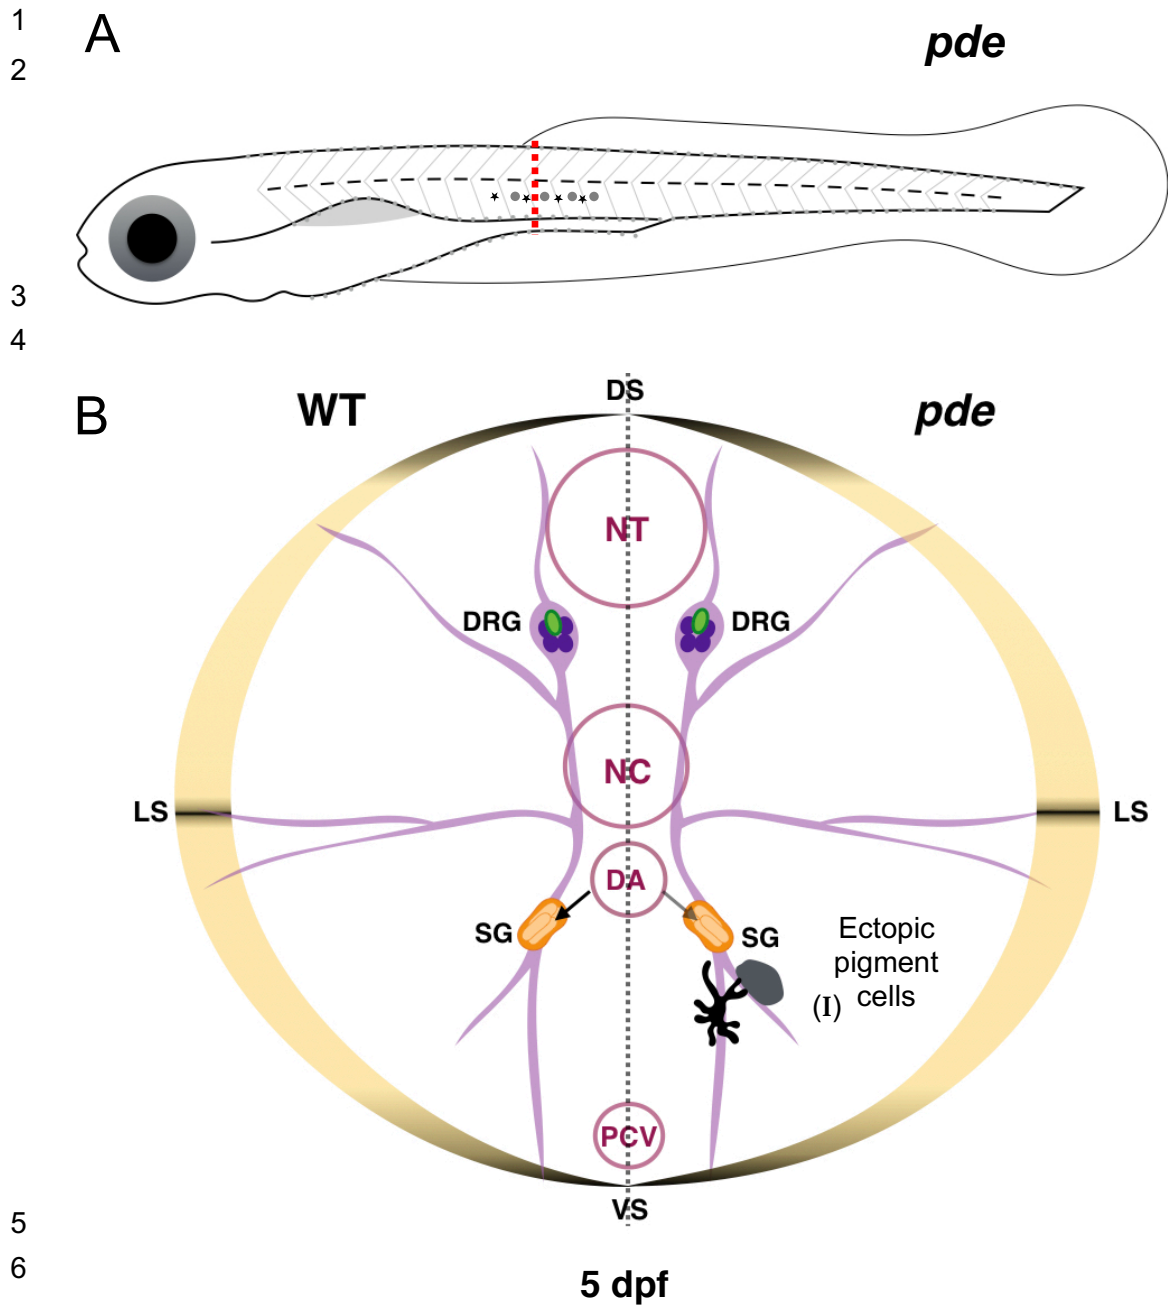 1
A
pde
2
3
4
B
WT
DS
pde
NT
DRG
DRG
NC
LS
LS
DA
SG
SG
Ectopic
pigment
(I) cells
PCV
5
VS
6
5 dpf